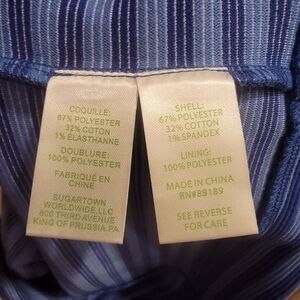 COQUILLE:
67% POLYESTER
32% COTON
1% ÉLASTHANNE
DOUBLURE:
100% POLYESTER
FABRIQUÉ EN
CHINE
SUGARTOWN
WORLDWIDE, LLC
800 THIRD AVENUE
KING OF PRUSSIA, PA
SHELL:
67% POLYESTER
32% COTTON
1% SPANDEX
LINING:
100% POLYESTER
MADE IN CHINA
RN#88189
SEE REVERSE
FOR CARE